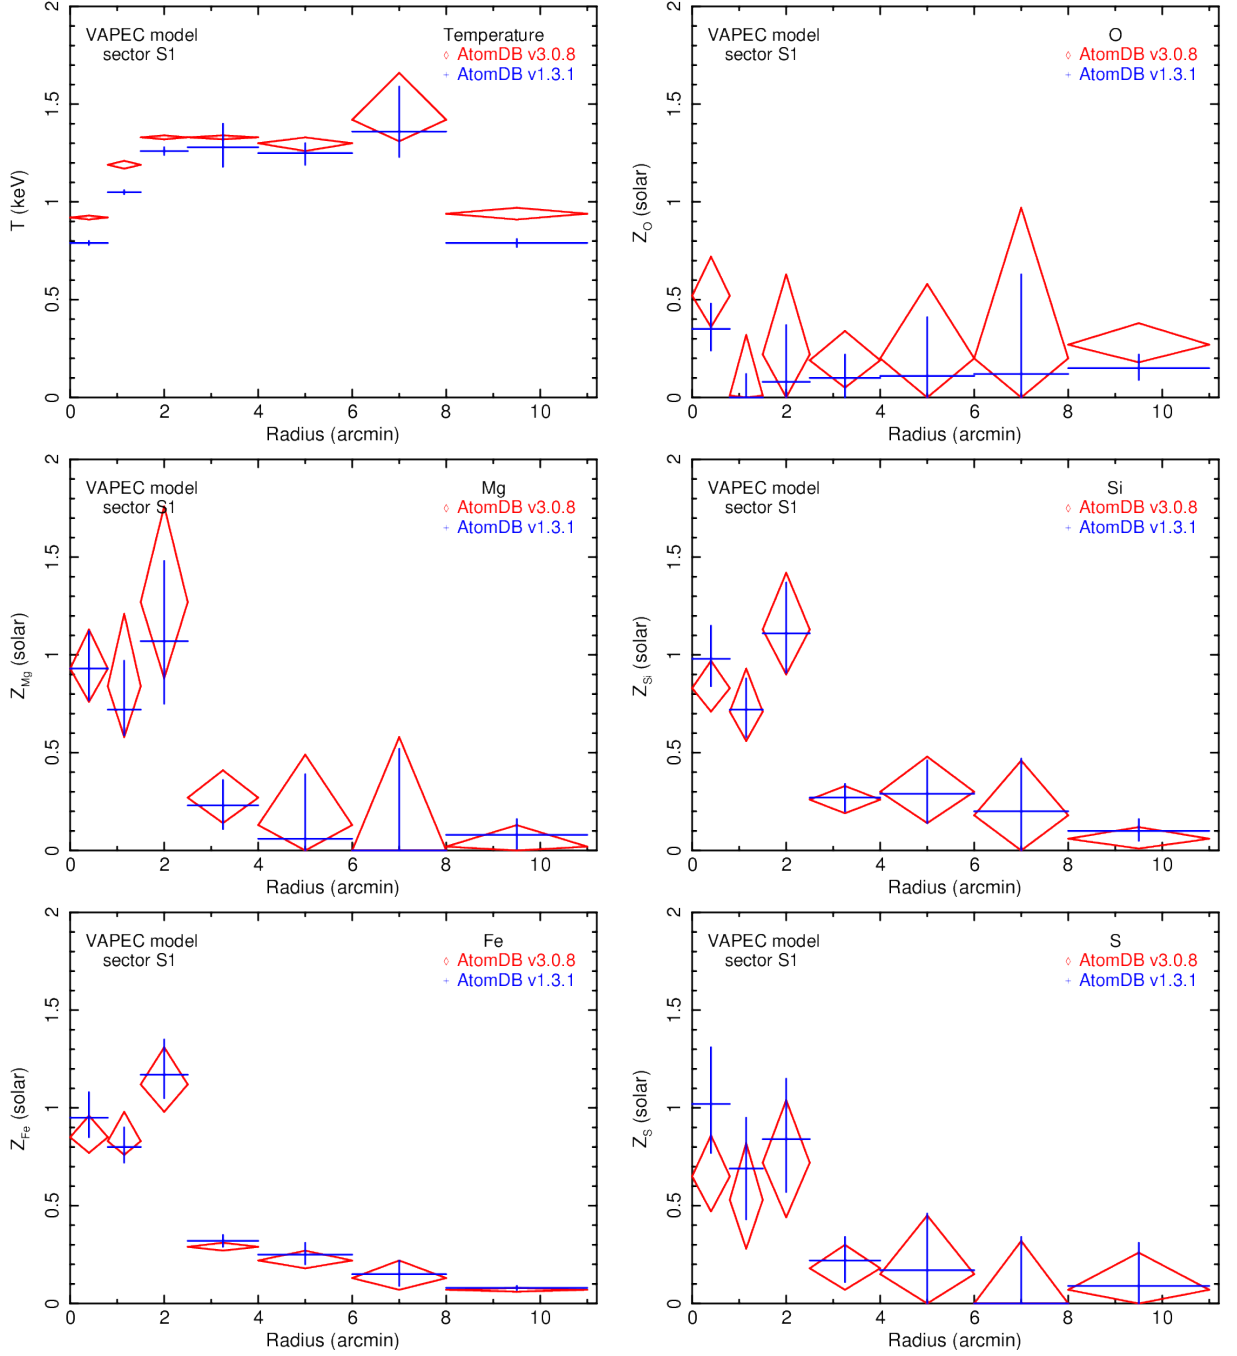 VAPEC model
sector S1
Temperature
AtomDB v3.0.8
AtomDB v1.3.1
T (keV)
0 0.5 1 1.5 2
0 2 4 6 8 10
Radius (arcmin)
VAPEC model
sector S1
O
AtomDB v3.0.8
AtomDB v1.3.1
Z_O (solar)
0 0.5 1 1.5 2
0 2 4 6 8 10
Radius (arcmin)
VAPEC model
sector S1
Mg
AtomDB v3.0.8
AtomDB v1.3.1
Z_Mg (solar)
0 0.5 1 1.5 2
0 2 4 6 8 10
Radius (arcmin)
VAPEC model
sector S1
Si
AtomDB v3.0.8
AtomDB v1.3.1
Z_Si (solar)
0 0.5 1 1.5 2
0 2 4 6 8 10
Radius (arcmin)
VAPEC model
sector S1
Fe
AtomDB v3.0.8
AtomDB v1.3.1
Z_Fe (solar)
0 0.5 1 1.5 2
0 2 4 6 8 10
Radius (arcmin)
VAPEC model
sector S1
S
AtomDB v3.0.8
AtomDB v1.3.1
Z_S (solar)
0 0.5 1 1.5 2
0 2 4 6 8 10
Radius (arcmin)